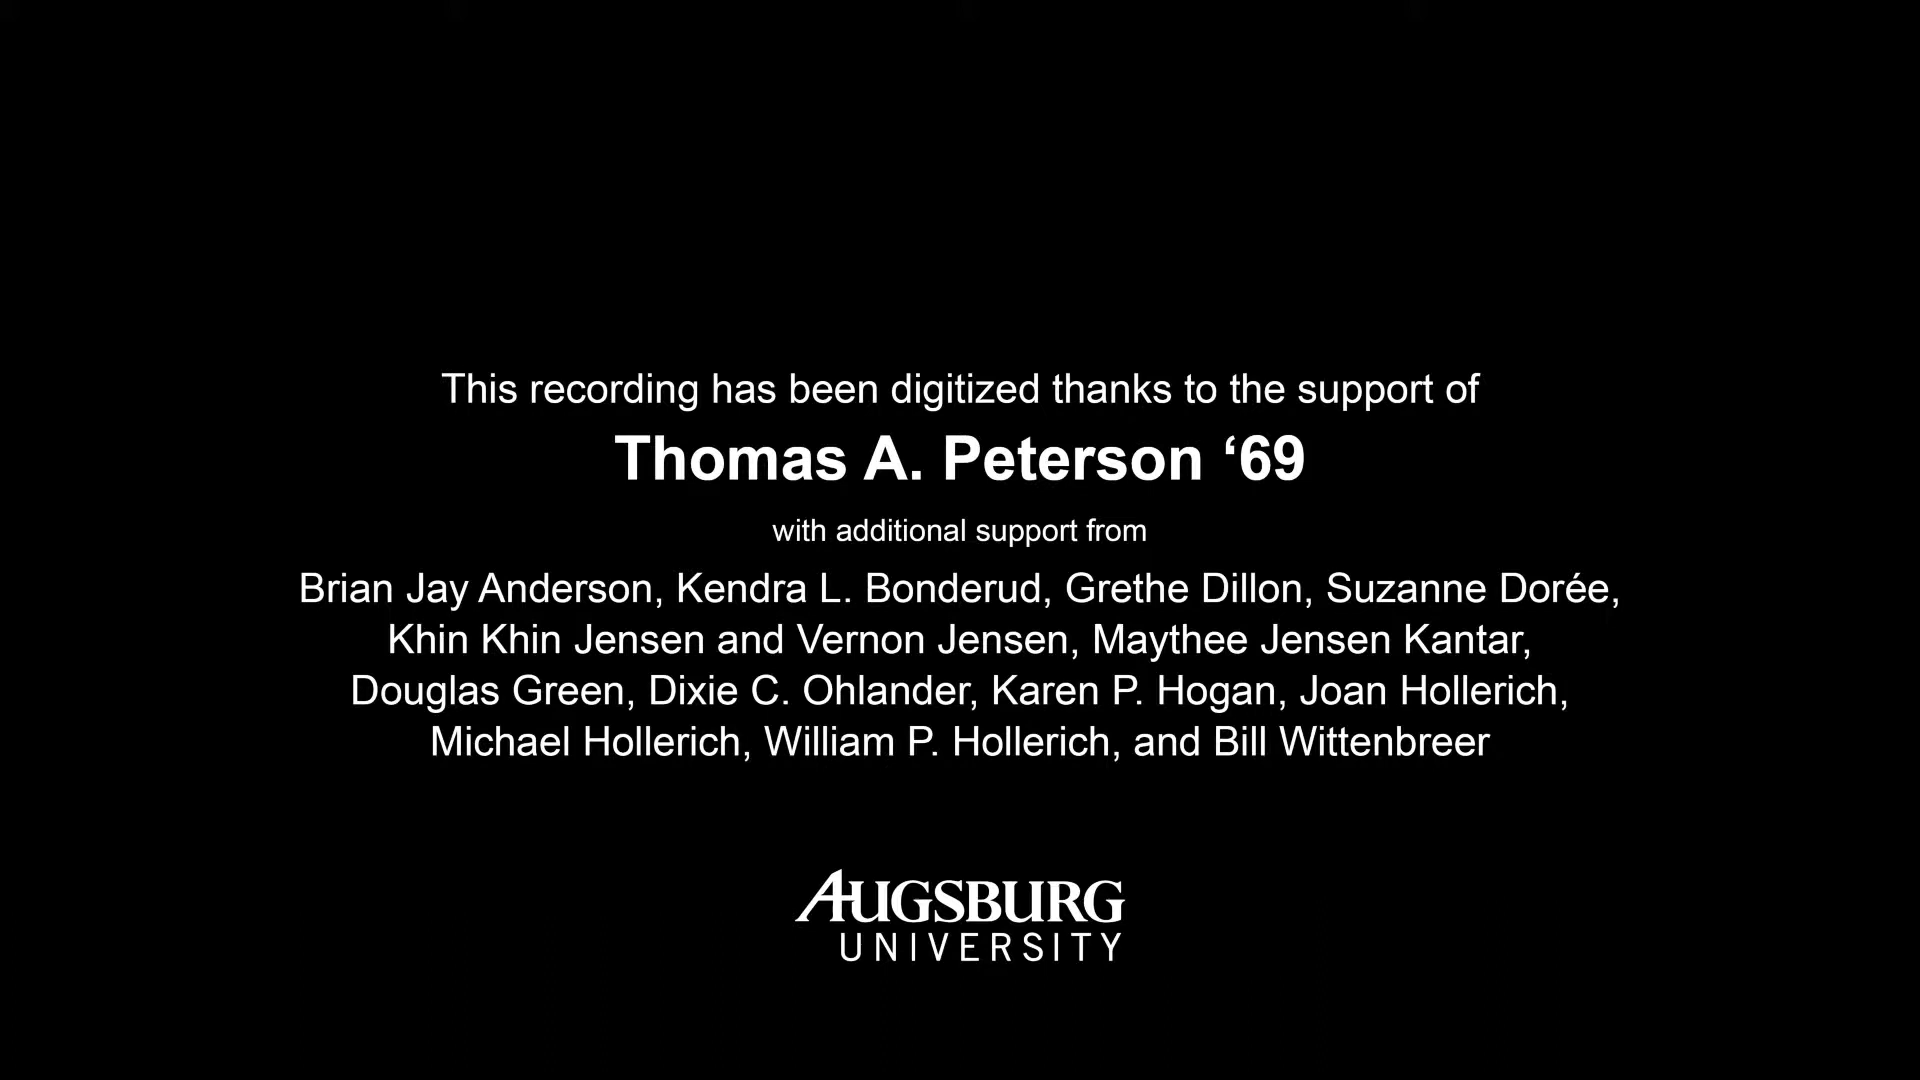 This recording has been digitized thanks to the support of
Thomas A. Peterson ‘69
with additional support from
Brian Jay Anderson, Kendra L. Bonderud, Grethe Dillon, Suzanne Dorée,
Khin Khin Jensen and Vernon Jensen, Maythee Jensen Kantar,
Douglas Green, Dixie C. Ohlander, Karen P. Hogan, Joan Hollerich,
Michael Hollerich, William P. Hollerich, and Bill Wittenbreer
AUGSBURG
UNIVERSITY